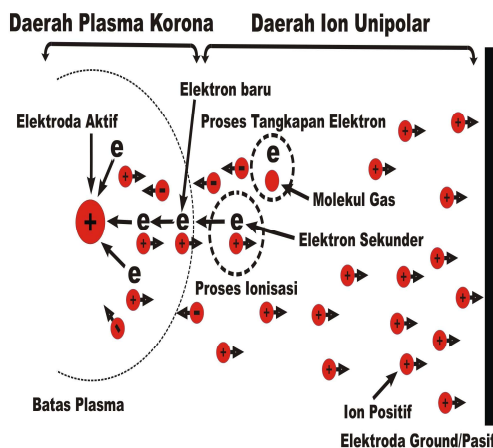 Daerah Plasma Korona
Daerah Ion Unipolar
Elektron baru
Elektroda Aktif
Proses Tangkapan Elektron
e
e
Molekul Gas
+
e
e
e
Elektron Sekunder
e
Proses Ionisasi
Batas Plasma
Ion Positif
Elektroda Ground/Pasif